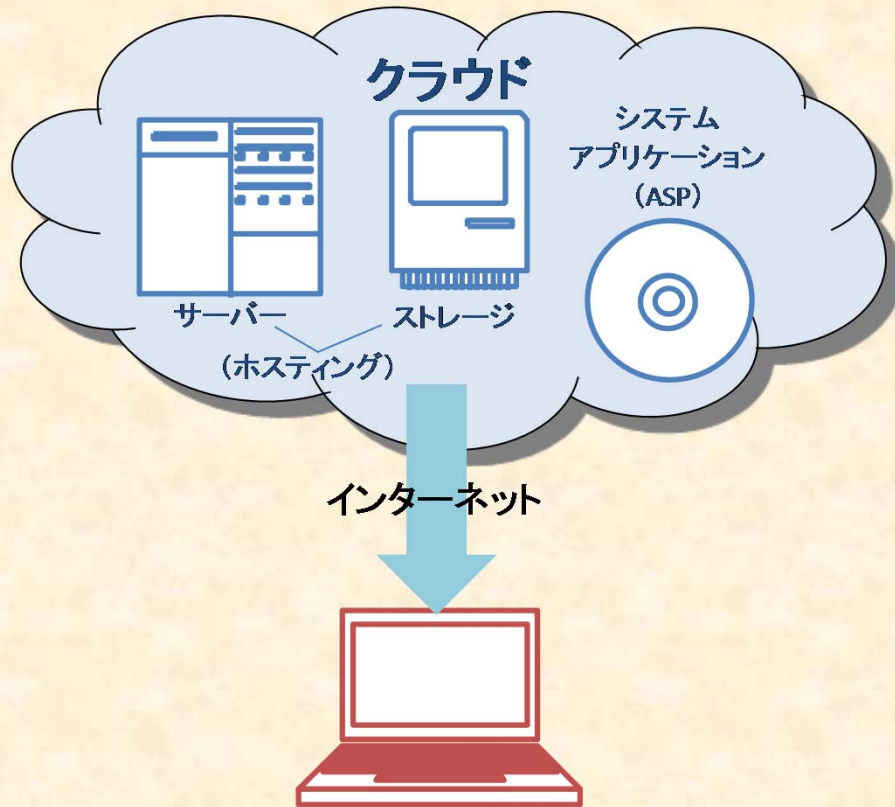 クラウド
システム
アプリケーション
（ASP）
サーバー
ストレージ
（ホスティング）
インターネット